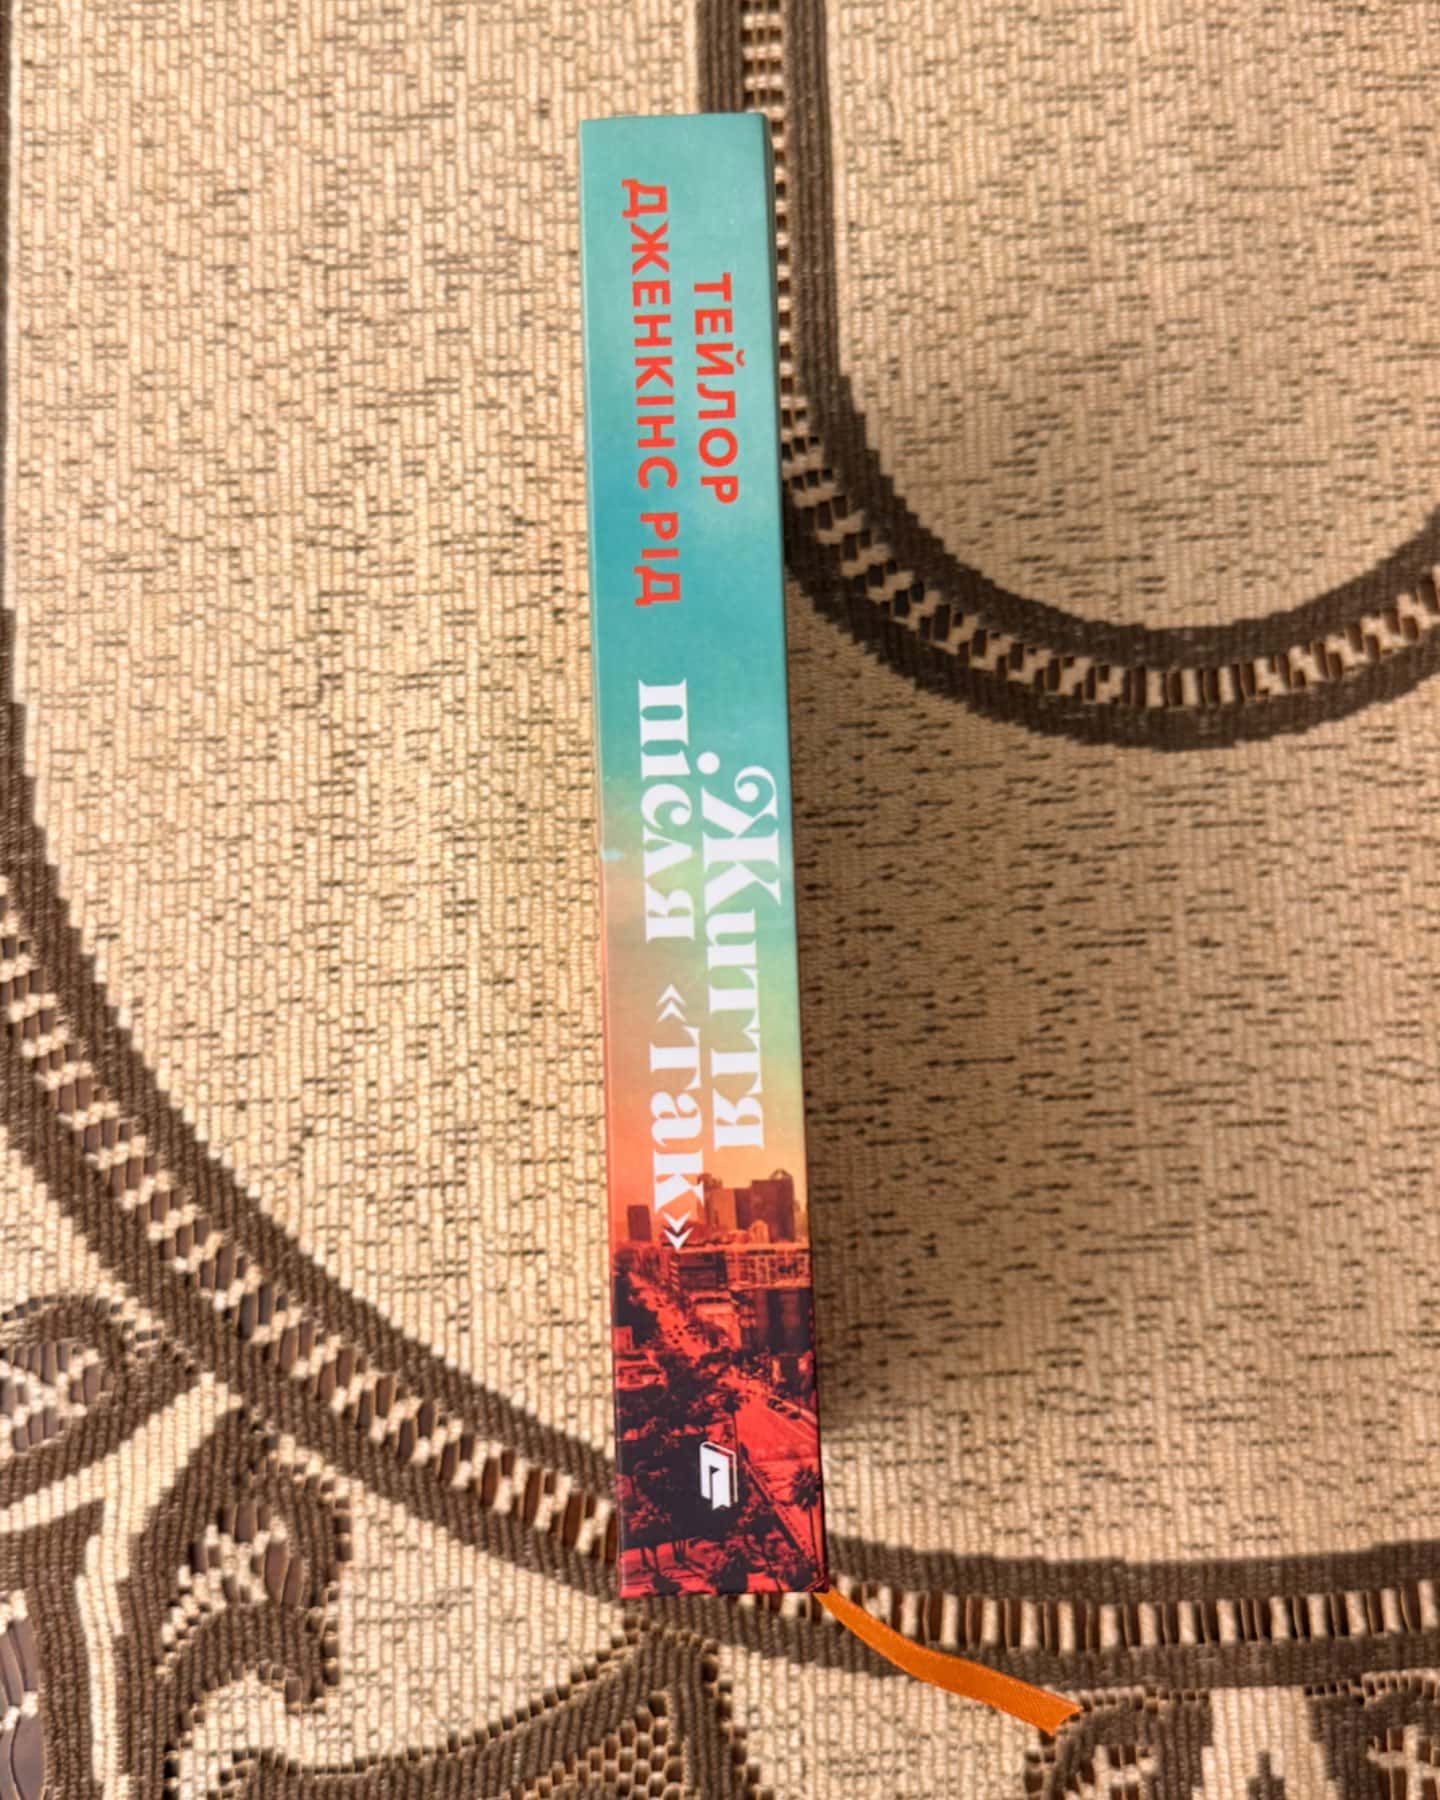 ТЕЙЛОР
ДЖЕНКІНС РІД
Життя
після «так»